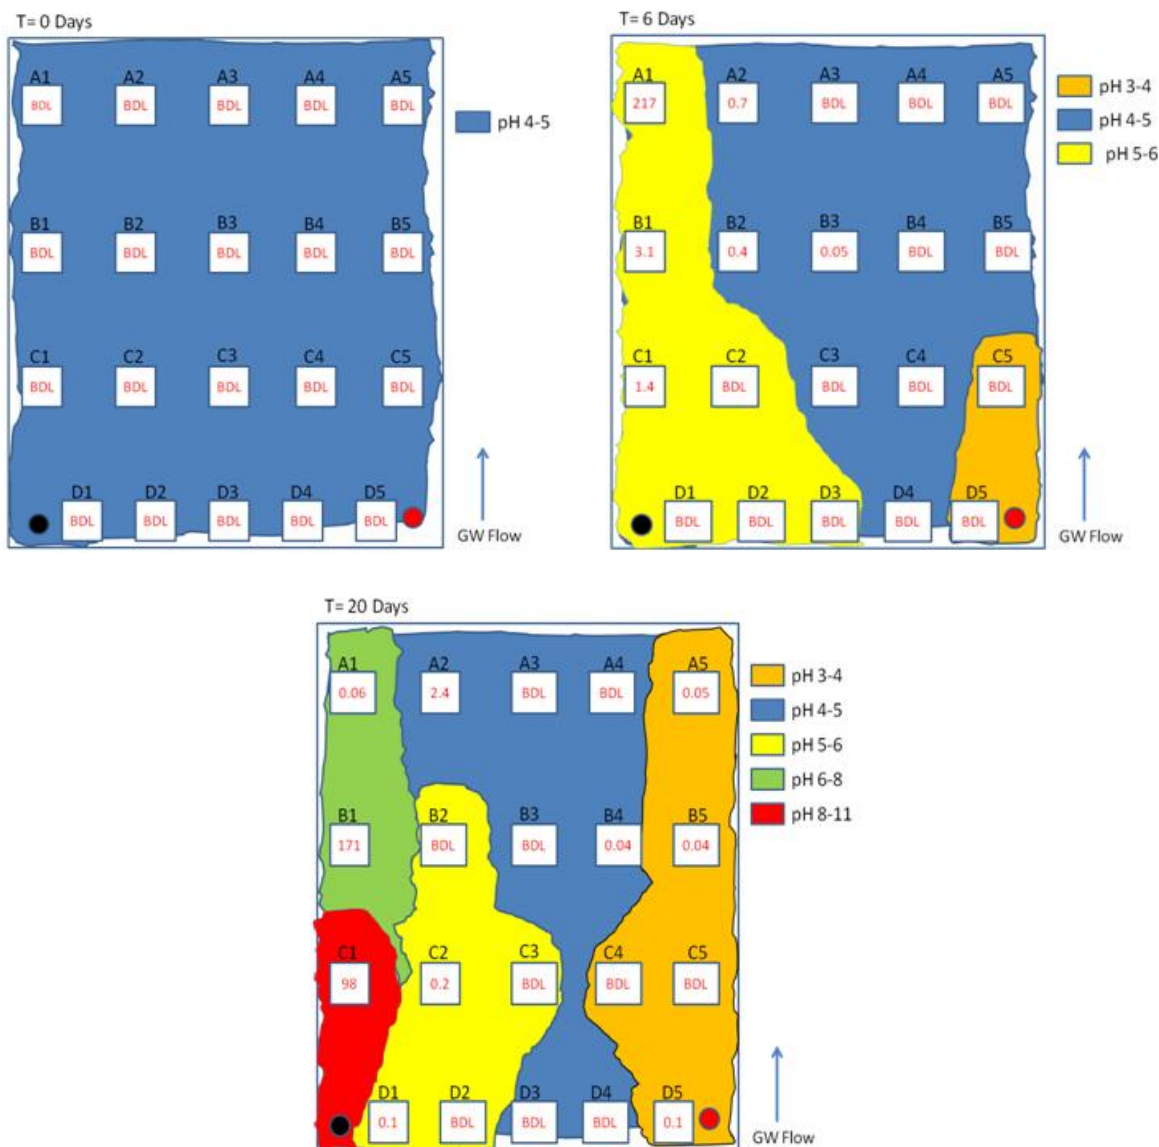 T= 0 Days
A1 A2 A3 A4 A5
BDL BDL BDL BDL BDL
B1 B2 B3 B4 B5
BDL BDL BDL BDL BDL
C1 C2 C3 C4 C5
BDL BDL BDL BDL BDL
D1 D2 D3 D4 D5
BDL BDL BDL BDL BDL
pH 4-5
GW Flow
T= 6 Days
A1 A2 A3 A4 A5
217 0.7 BDL BDL BDL
B1 B2 B3 B4 B5
3.1 0.4 0.05 BDL BDL
C1 C2 C3 C4 C5
1.4 BDL BDL BDL BDL
D1 D2 D3 D4 D5
BDL BDL BDL BDL BDL
pH 3-4
pH 4-5
pH 5-6
GW Flow
T= 20 Days
A1 A2 A3 A4 A5
0.06 2.4 BDL BDL 0.05
B1 B2 B3 B4 B5
171 BDL BDL 0.04 0.04
C1 C2 C3 C4 C5
98 0.2 BDL BDL BDL
D1 D2 D3 D4 D5
0.1 BDL BDL BDL 0.1
pH 3-4
pH 4-5
pH 5-6
pH 6-8
pH 8-11
GW Flow